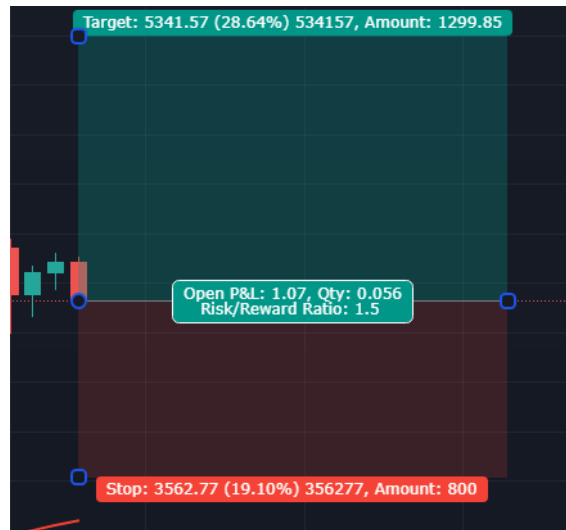 Target: 5341.57 (28.64%) 534157, Amount: 1299.85
Open P&L: 1.07, Qty: 0.056
Risk/Reward Ratio: 1.5
Stop: 3562.77 (19.10%) 356277, Amount: 800